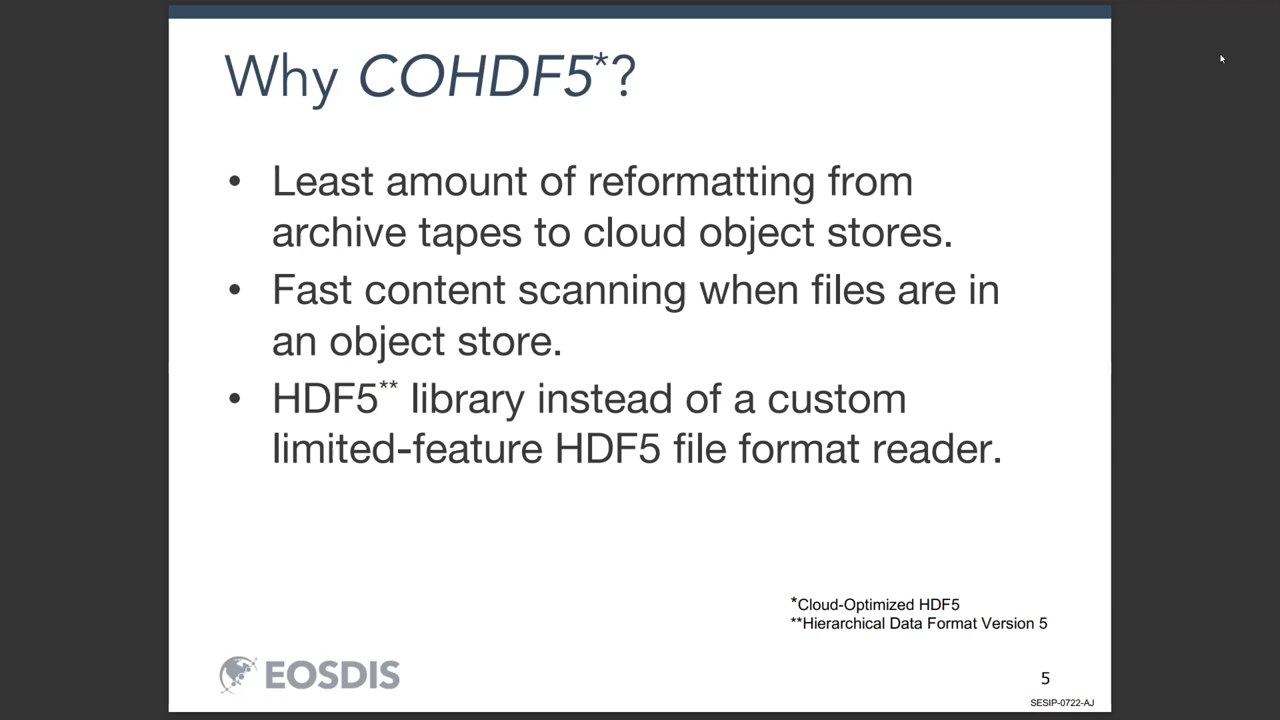 Why COHDF5*?
• Least amount of reformatting from
archive tapes to cloud object stores.
• Fast content scanning when files are in
an object store.
• HDF5** library instead of a custom
limited-feature HDF5 file format reader.
*Cloud-Optimized HDF5
**Hierarchical Data Format Version 5
EOSDIS
5
SESIP-0722-AJ